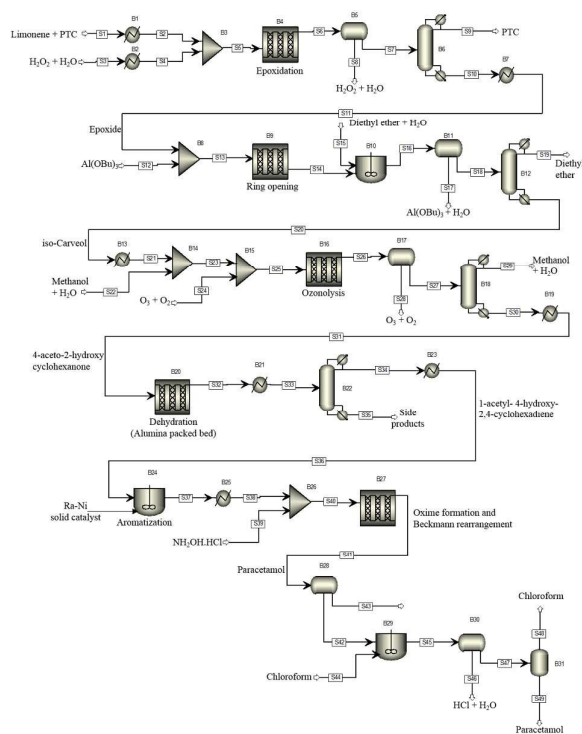 B1
B3
B4
B5
S9
PTC
Limonene + PTC
S1
S2
S6
S5
S7
B6
B7
B2
H₂O₂ + H₂O
S3
S4
S8
S10
Epoxidation
H₂O₂ + H₂O
S11
Diethyl ether + H₂O
Epoxide
S15
B8
B9
B10
B11
S19
Al(OBu)₃
S12
S13
S14
S16
S18
B12
Diethyl
ether
Ring opening
S17
Al(OBu)₃ + H₂O
S20
iso-Carveol
B13
B14
B15
B16
B17
S21
S23
S25
S26
S27
Methanol
+ H₂O
S29
Methanol
+ H₂O
S22
S24
O₃ + O₂
Ozonolysis
S28
O₃ + O₂
B18
B19
S30
S31
4-aceto-2-hydroxy
cyclohexanone
B20
B21
B22
B23
S32
S33
S34
1-acetyl- 4-hydroxy-
2,4-cyclohexadiene
Dehydration
(Alumina packed bed)
S35
Side
products
S36
B24
B25
B26
B27
S37
S38
S40
Ra-Ni
solid catalyst
Aromatization
S39
NH₂OH.HCl
Oxime formation and
Beckmann rearrangement
S41
Paracetamol
B28
S43
B29
B30
Chloroform
S48
S42
S45
S47
B31
Chloroform
S44
S46
HCl + H₂O
S49
Paracetamol